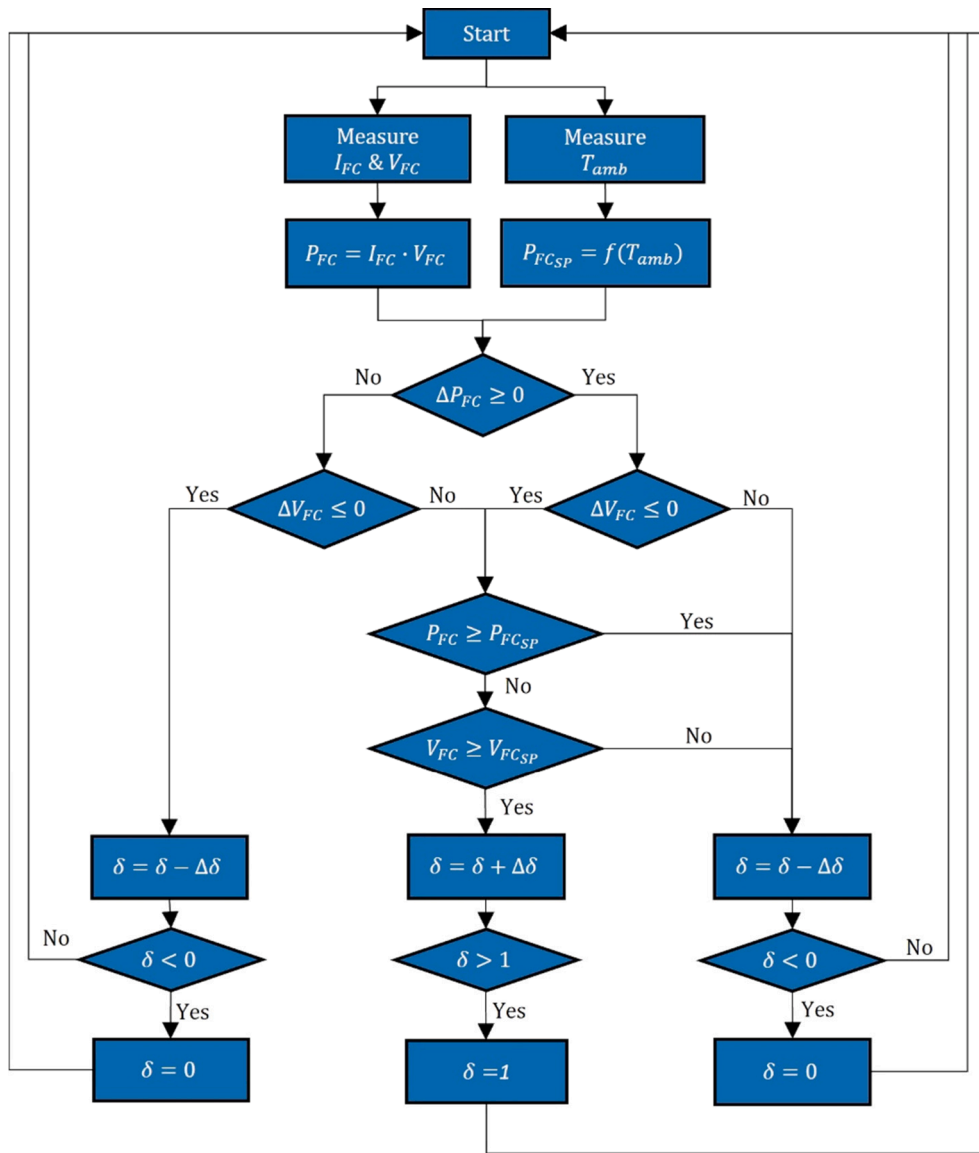 Start
Measure
I_FC & V_FC
Measure
T_amb
P_FC = I_FC · V_FC
P_FC_SP = f(T_amb)
No
Yes
ΔP_FC ≥ 0
Yes
No
Yes
No
ΔV_FC ≤ 0
ΔV_FC ≤ 0
P_FC ≥ P_FC_SP
Yes
No
V_FC ≥ V_FC_SP
No
Yes
δ = δ − Δδ
δ = δ + Δδ
δ = δ − Δδ
No
δ < 0
δ > 1
δ < 0
No
Yes
Yes
Yes
δ = 0
δ =1
δ = 0